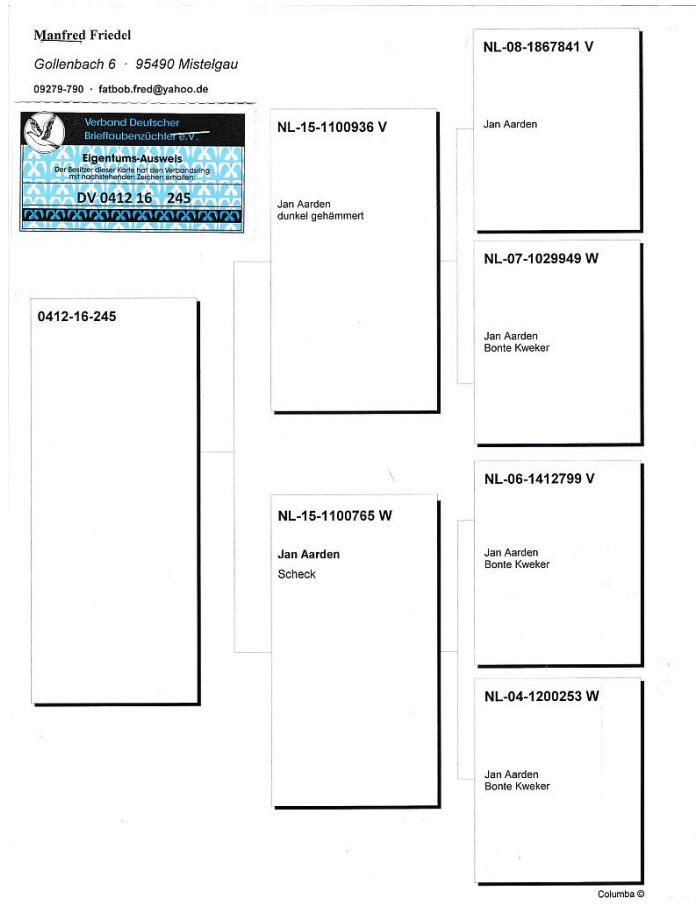 Manfred Friedel
Gollenbach 6 · 95490 Mistelgau
09279-790 · fatbob.fred@yahoo.de
Verband Deutscher
Brieftaubenzüchter e.V.
Eigentums-Ausweis
Der Besitzer dieser Karte hat den Verbandsring
mit nachstehenden Zeichen erhalten:
DV 0412 16 245
0412-16-245
NL-15-1100936 V
Jan Aarden
dunkel gehämmert
NL-15-1100765 W
Jan Aarden
Scheck
NL-08-1867841 V
Jan Aarden
NL-07-1029949 W
Jan Aarden
Bonte Kweker
NL-06-1412799 V
Jan Aarden
Bonte Kweker
NL-04-1200253 W
Jan Aarden
Bonte Kweker
Columba ©